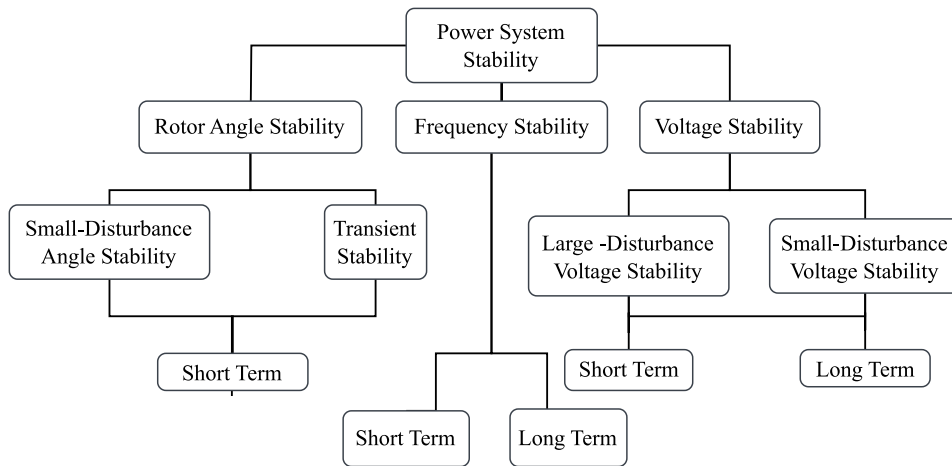 Power System
Stability
Rotor Angle Stability
Frequency Stability
Voltage Stability
Small-Disturbance
Angle Stability
Transient
Stability
Large -Disturbance
Voltage Stability
Small-Disturbance
Voltage Stability
Short Term
Short Term
Long Term
Short Term
Long Term